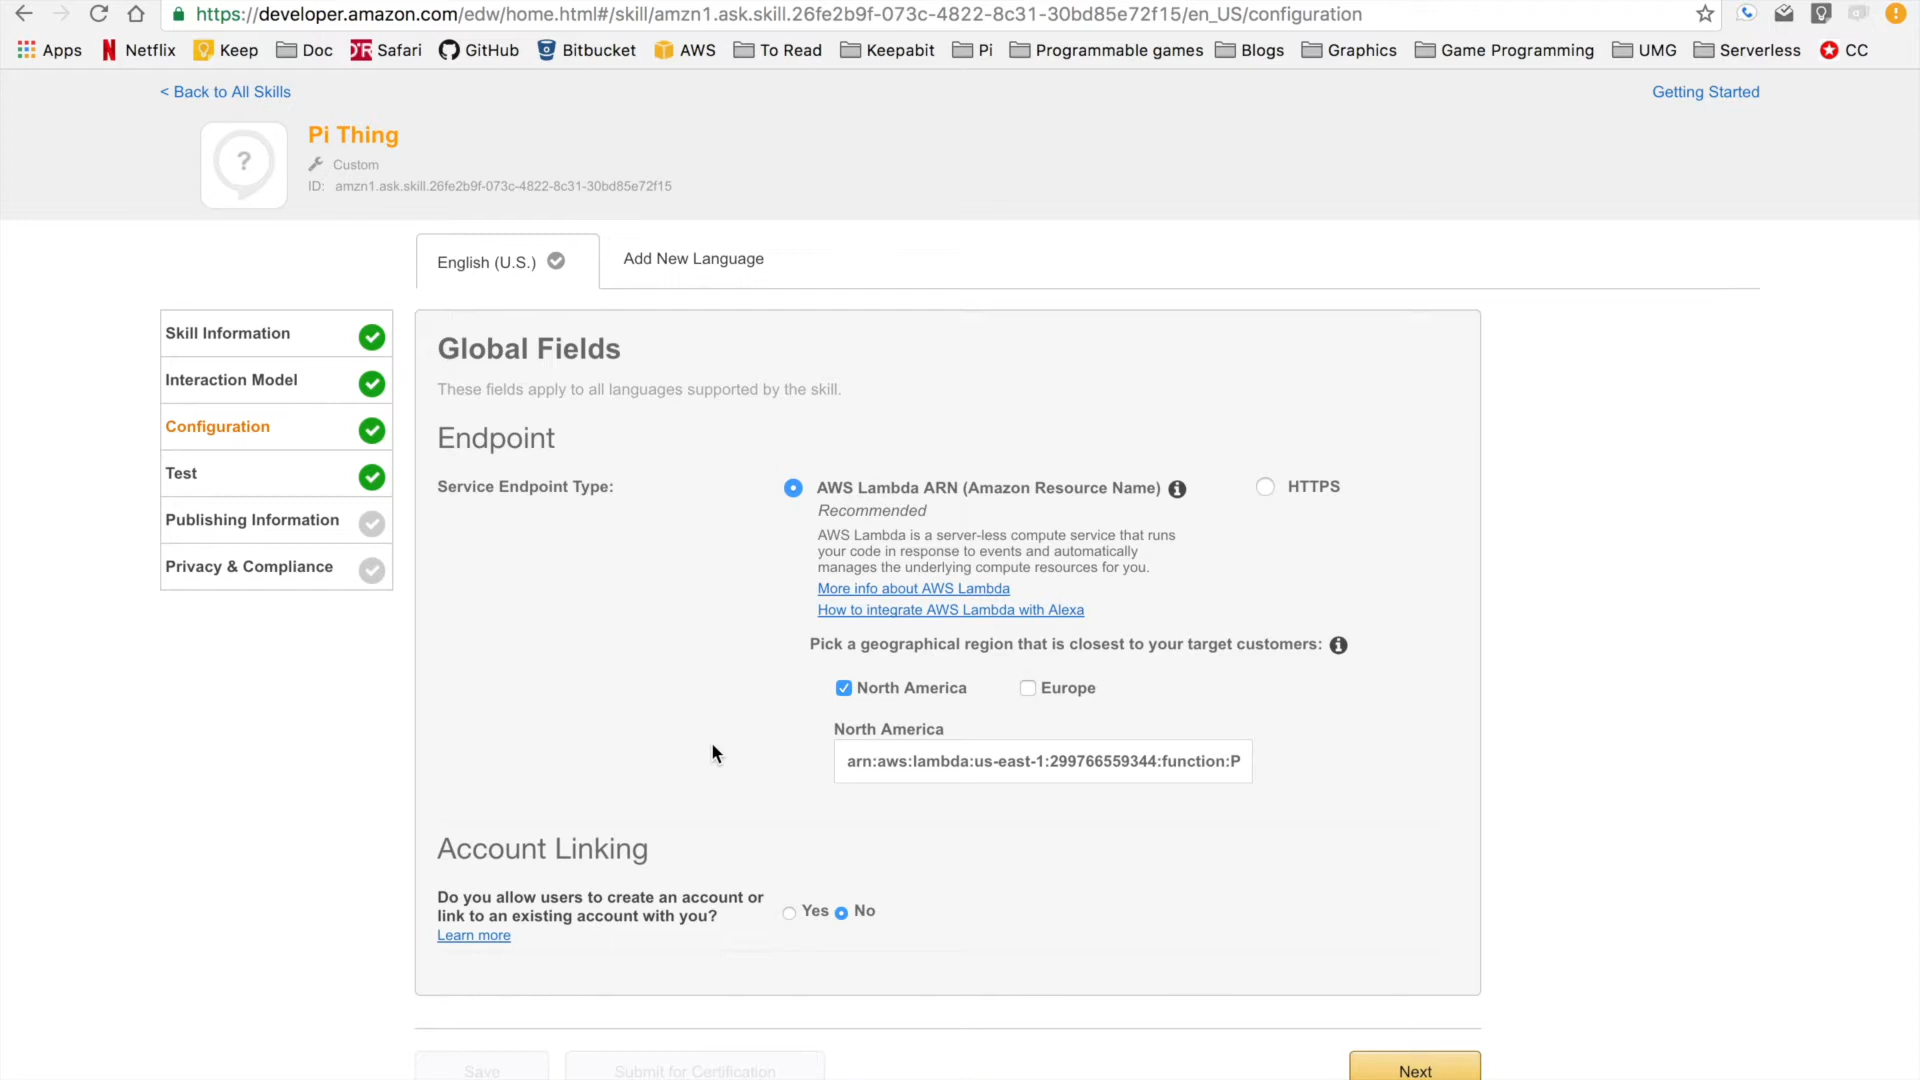 https://developer.amazon.com/edw/home.html#/skill/amzn1.ask.skill.26fe2b9f-073c-4822-8c31-30bd85e72f15/en_US/configuration
Apps Netflix Keep Doc Safari GitHub Bitbucket AWS To Read Keepabit Pi Programmable games Blogs Graphics Game Programming UMG Serverless CC
< Back to All Skills Getting Started
Pi Thing
Custom
ID: amzn1.ask.skill.26fe2b9f-073c-4822-8c31-30bd85e72f15
English (U.S.) Add New Language
Skill Information
Interaction Model
Configuration
Test
Publishing Information
Privacy & Compliance
Global Fields
These fields apply to all languages supported by the skill.
Endpoint
Service Endpoint Type:
AWS Lambda ARN (Amazon Resource Name)
HTTPS
Recommended
AWS Lambda is a server-less compute service that runs
your code in response to events and automatically
manages the underlying compute resources for you.
More info about AWS Lambda
How to integrate AWS Lambda with Alexa
Pick a geographical region that is closest to your target customers:
North America Europe
North America
arn:aws:lambda:us-east-1:299766559344:function:P
Account Linking
Do you allow users to create an account or
link to an existing account with you?
Yes No
Learn more
Save Submit for Certification Next